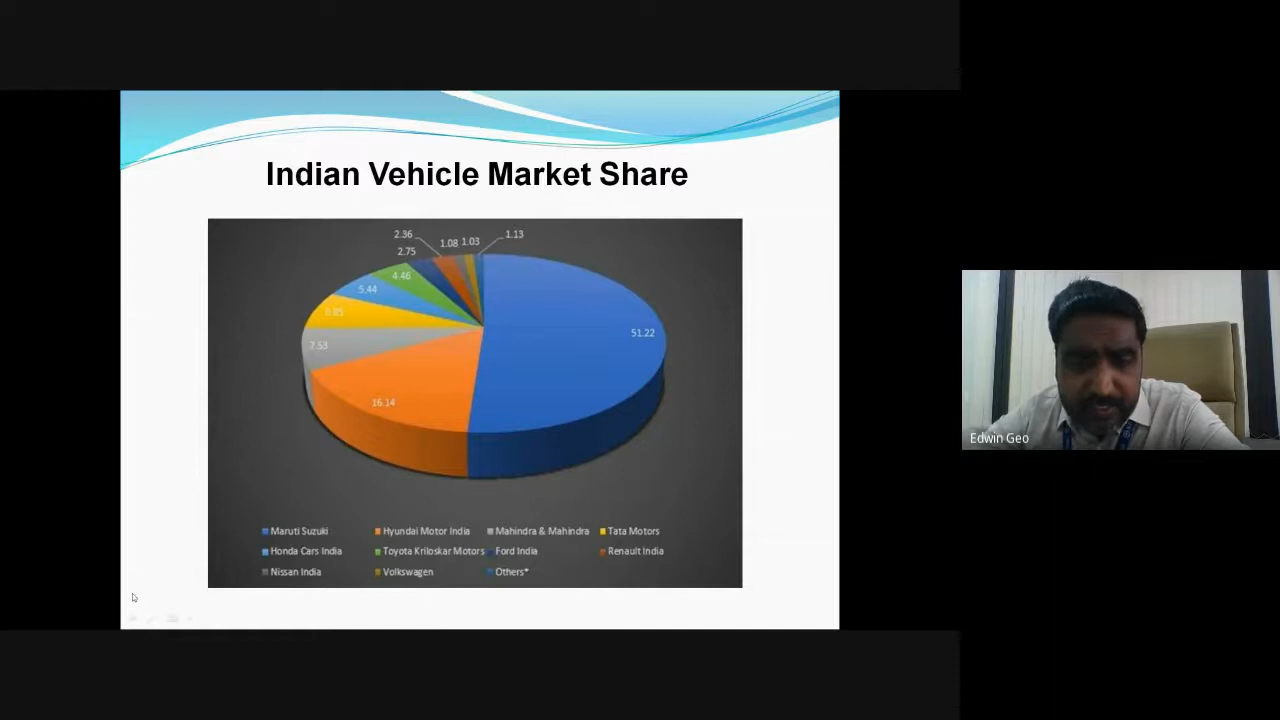 Indian Vehicle Market Share
2.36
1.08
1.03
1.13
2.75
4.46
5.44
6.85
7.53
51.22
16.14
Maruti Suzuki
Hyundai Motor India
Mahindra & Mahindra
Tata Motors
Honda Cars India
Toyota Kriloskar Motors
Ford India
Renault India
Nissan India
Volkswagen
Others*
Edwin Geo